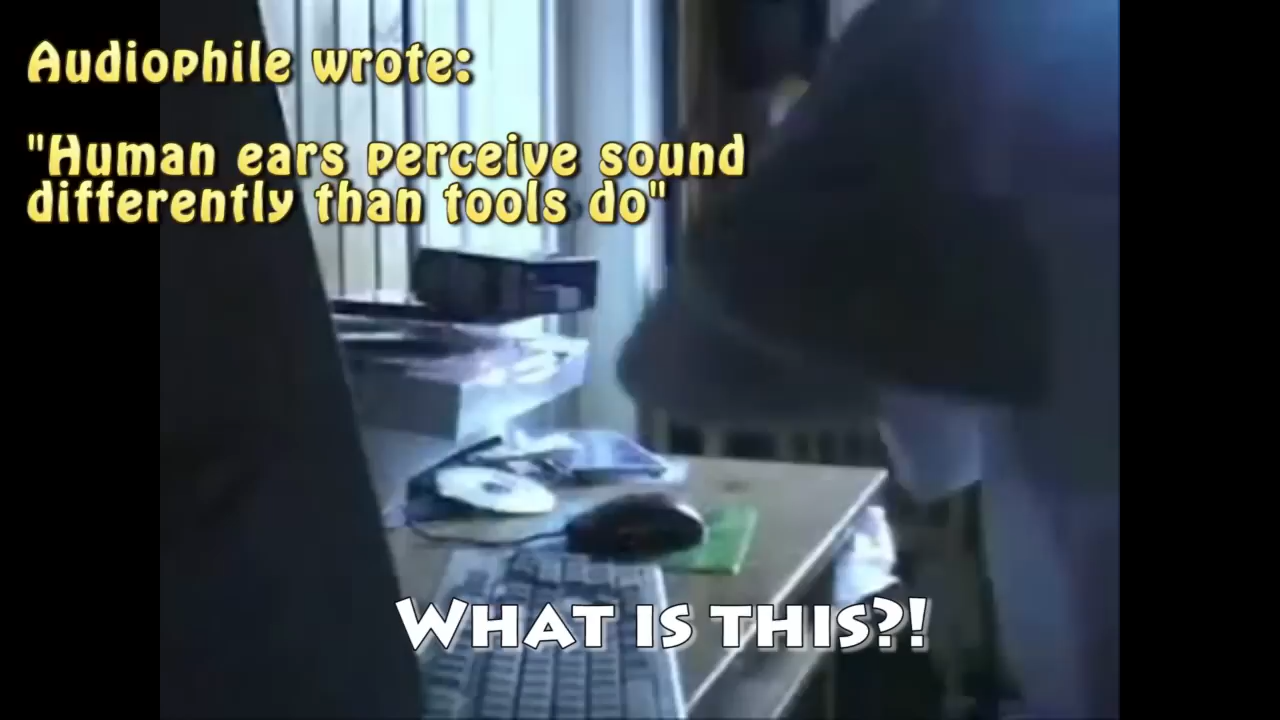 Audiophile wrote:
"Human ears perceive sound
differently than tools do"
What is this?!